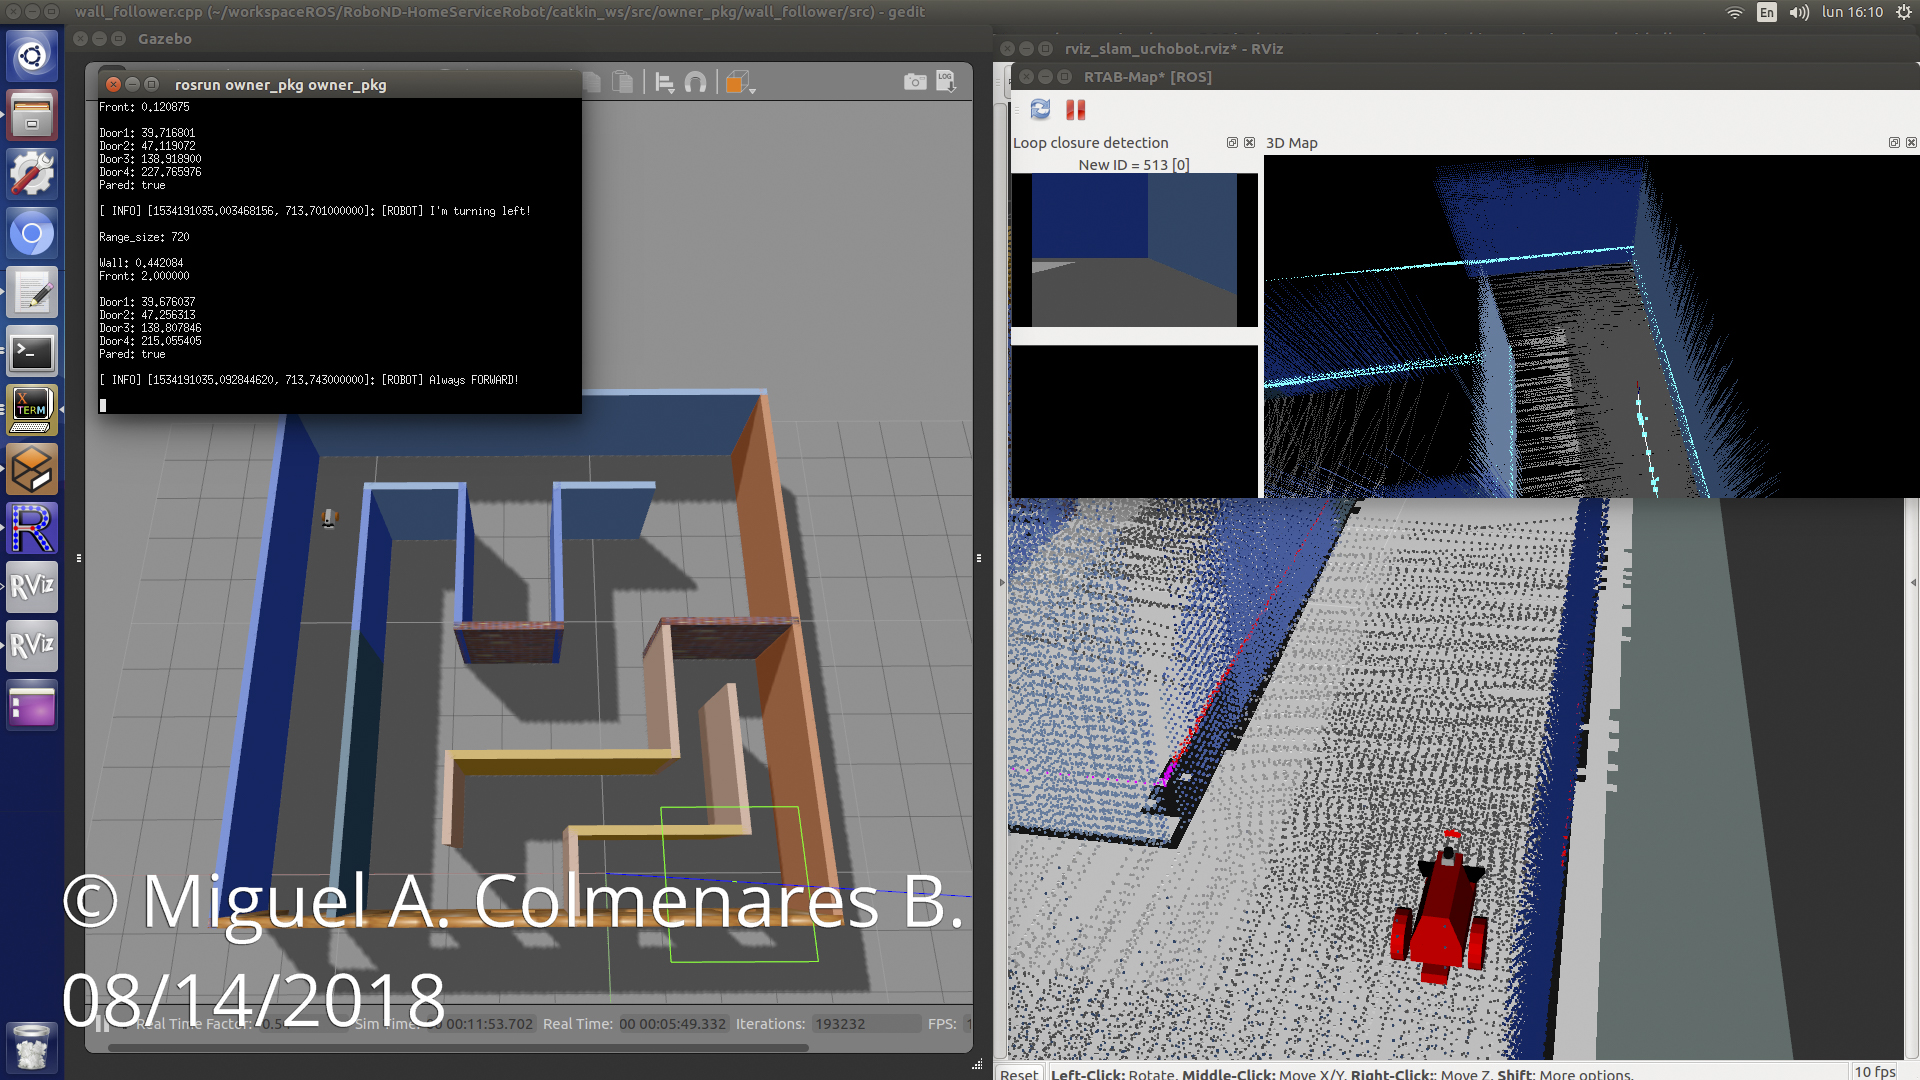 wall_follower.cpp (~/workspaceROS/RoboND-HomeServiceRobot/catkin_ws/src/owner_pkg/wall_follower/src) - gedit
En
lun 16:10
Gazebo
rosrun owner_pkg owner_pkg
LOG
Front: 0.120875
Door1: 39.716801
Door2: 47.119072
Door3: 138.918900
Door4: 227.765976
Pared: true
[ INFO] [1534191035.003468156, 713.701000000]: [ROBOT] I'm turning left!
Range_size: 720
Wall: 0.442084
Front: 2.000000
Door1: 39.676037
Door2: 47.256313
Door3: 138.807846
Door4: 215.055405
Pared: true
[ INFO] [1534191035.092844620, 713.743000000]: [ROBOT] Always FORWARD!
X
TERM
R
RViz
RViz
rviz_slam_uchobot.rviz* - RViz
RTAB-Map* [ROS]
Loop closure detection
3D Map
New ID = 513 [0]
© Miguel A. Colmenares B.
08/14/2018
Real Time Factor:
Sim Time:
00:11:53.702
Real Time:
00 00:05:49.332
Iterations:
193232
FPS:
Reset
Left-Click: Rotate. Middle-Click: Move X/Y. Right-Click:: Move Z. Shift: More options.
10 fps